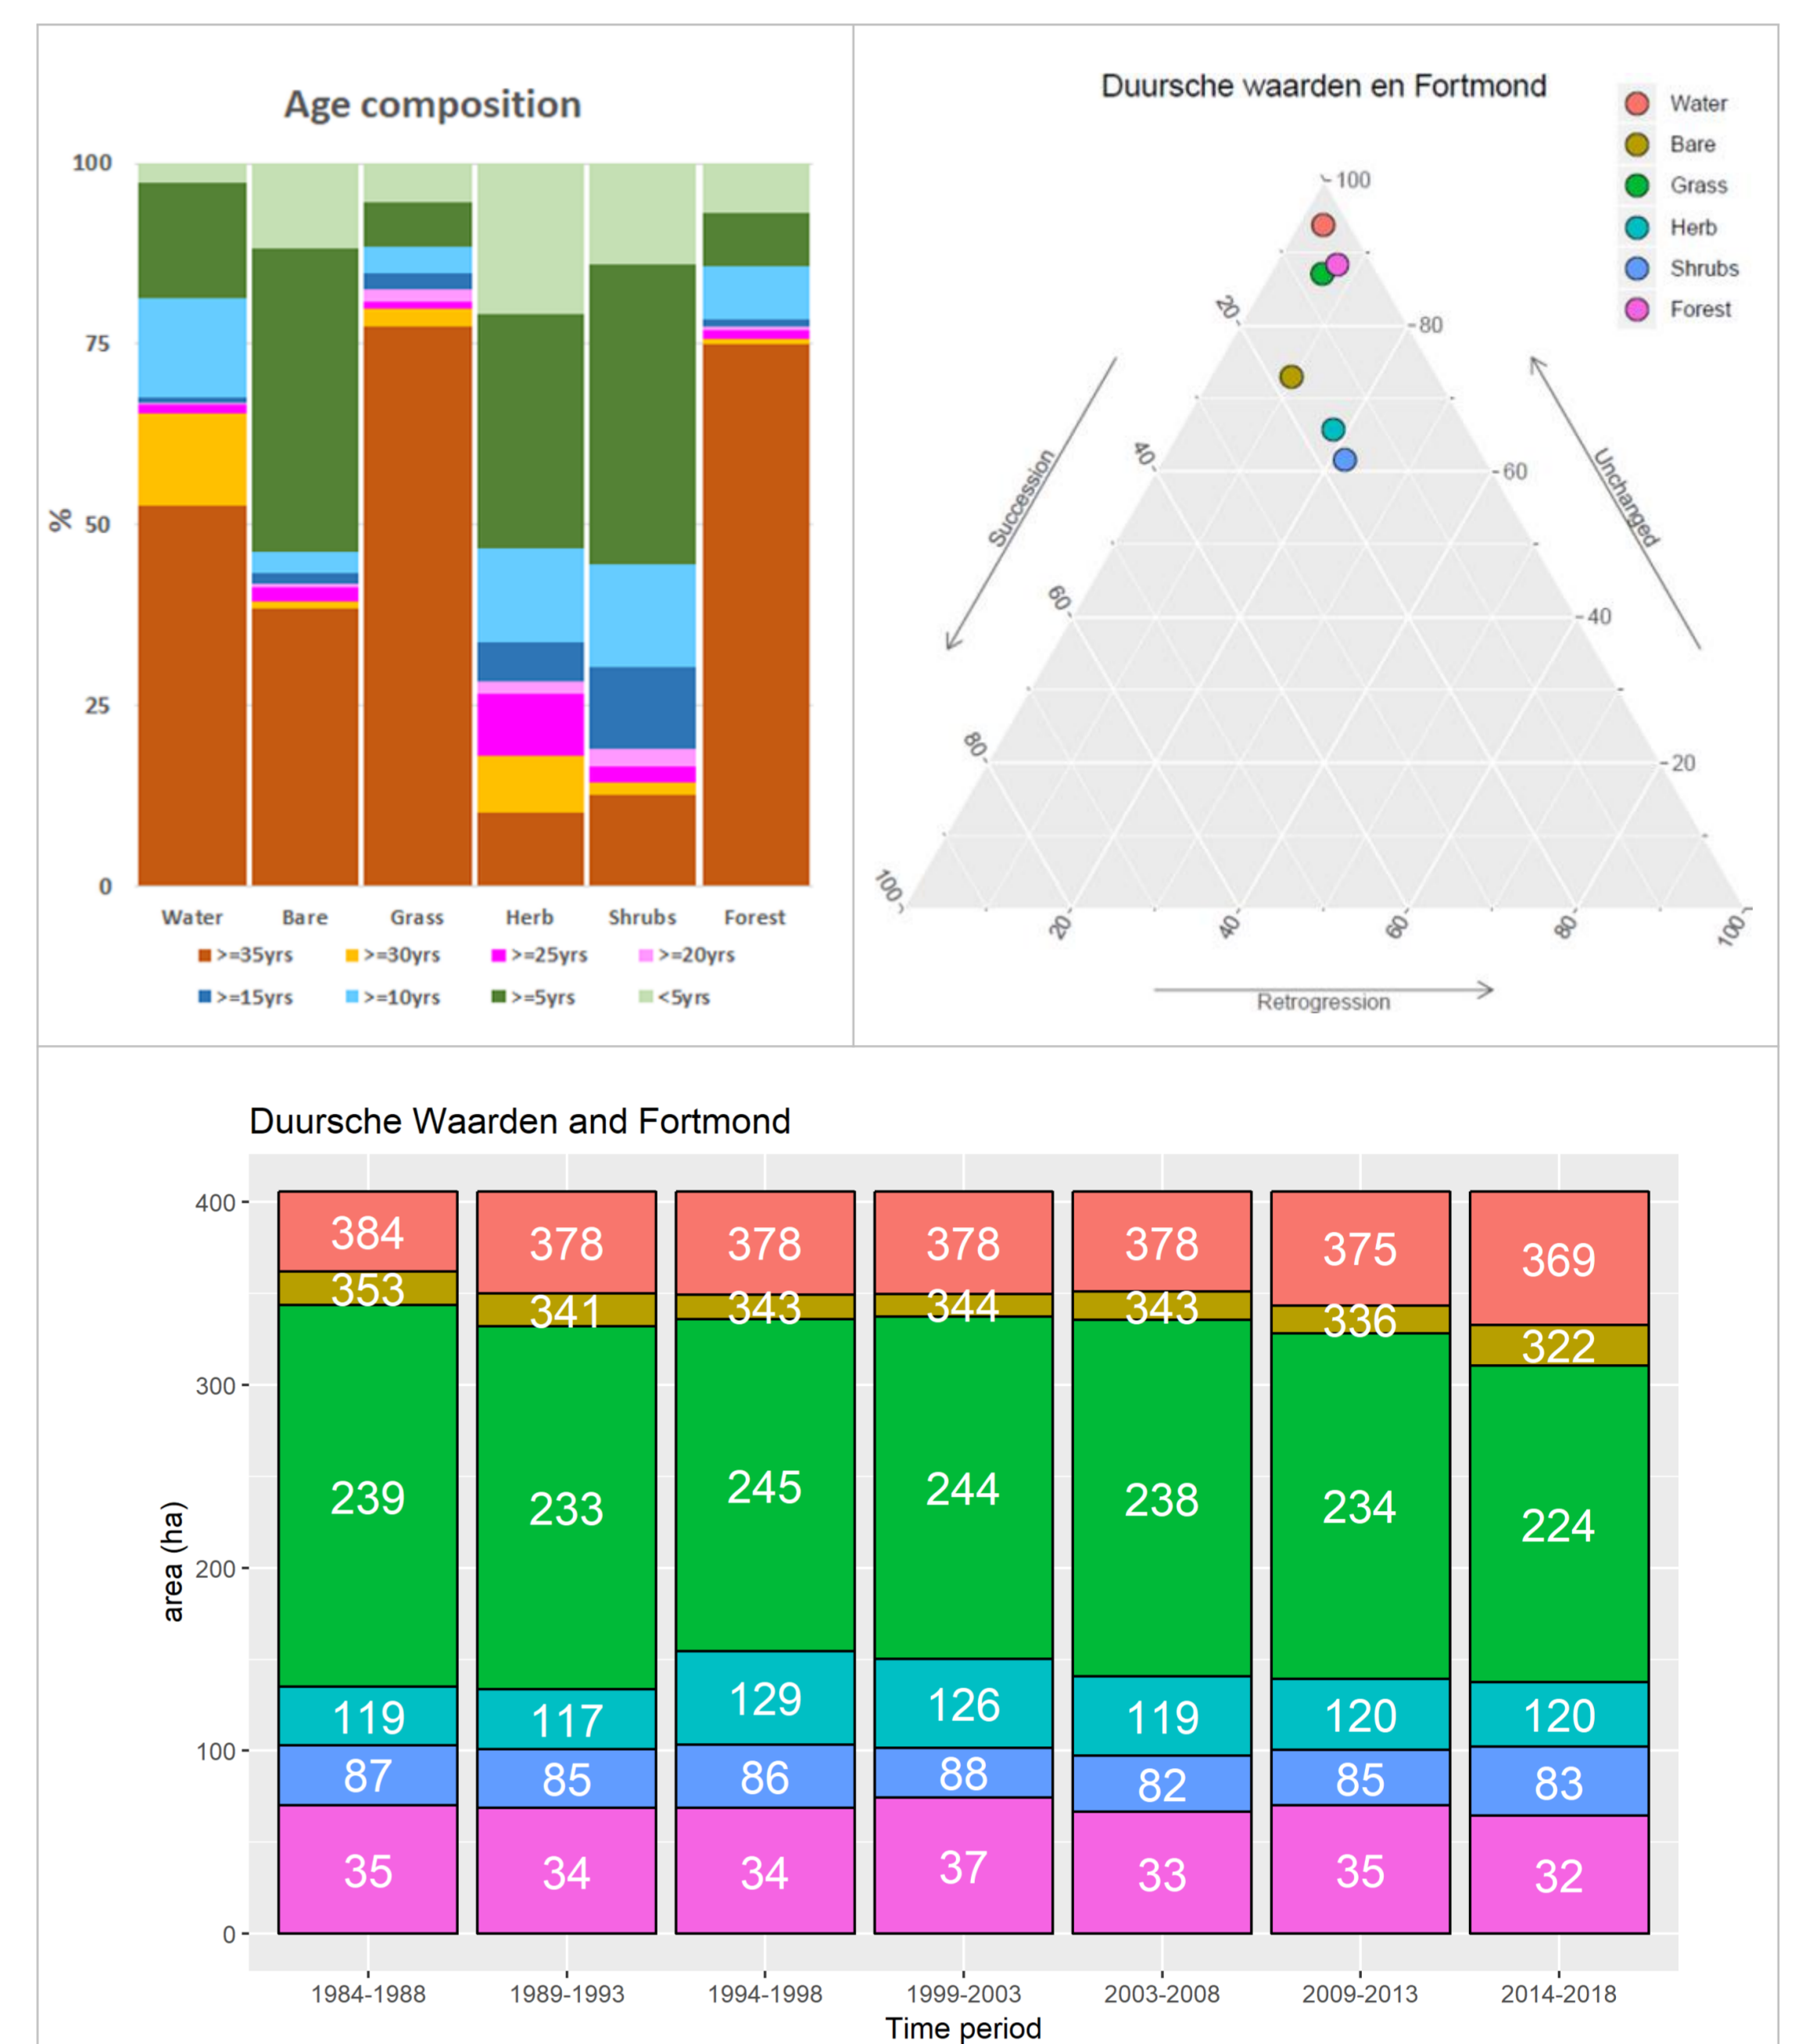 Age composition
100
75
50
25
0
%
Water Bare Grass Herb Shrubs Forest
>=35yrs >=30yrs >=25yrs >=20yrs
>=15yrs >=10yrs >=5yrs <5yrs
Duursche waarden en Fortmond
Water
Bare
Grass
Herb
Shrubs
Forest
100
80
60
40
20
20
40
60
80
100
20 40 60 80 100
Succession
Unchanged
Retrogression
Duursche Waarden and Fortmond
400
300
200
100
0
area (ha)
384 378 378 378 378 375 369
353 341 343 344 343 336 322
239 233 245 244 238 234 224
119 117 129 126 119 120 120
87 85 86 88 82 85 83
35 34 34 37 33 35 32
1984-1988 1989-1993 1994-1998 1999-2003 2003-2008 2009-2013 2014-2018
Time period